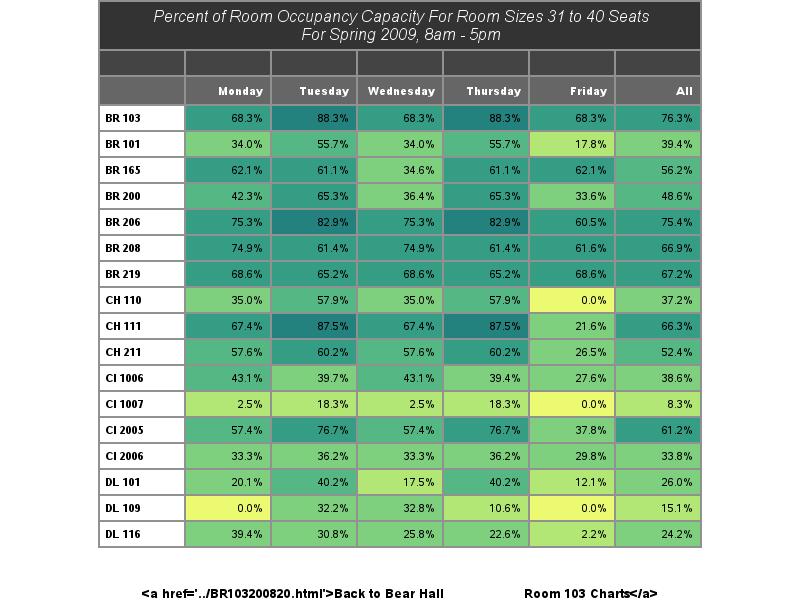 Percent of Room Occupancy Capacity For Room Sizes 31 to 40 Seats
For Spring 2009, 8am - 5pm
Monday Tuesday Wednesday Thursday Friday All
BR 103 68.3% 88.3% 68.3% 88.3% 68.3% 76.3%
BR 101 34.0% 55.7% 34.0% 55.7% 17.8% 39.4%
BR 165 62.1% 61.1% 34.6% 61.1% 62.1% 56.2%
BR 200 42.3% 65.3% 36.4% 65.3% 33.6% 48.6%
BR 206 75.3% 82.9% 75.3% 82.9% 60.5% 75.4%
BR 208 74.9% 61.4% 74.9% 61.4% 61.6% 66.9%
BR 219 68.6% 65.2% 68.6% 65.2% 68.6% 67.2%
CH 110 35.0% 57.9% 35.0% 57.9% 0.0% 37.2%
CH 111 67.4% 87.5% 67.4% 87.5% 21.6% 66.3%
CH 211 57.6% 60.2% 57.6% 60.2% 26.5% 52.4%
CI 1006 43.1% 39.7% 43.1% 39.4% 27.6% 38.6%
CI 1007 2.5% 18.3% 2.5% 18.3% 0.0% 8.3%
CI 2005 57.4% 76.7% 57.4% 76.7% 37.8% 61.2%
CI 2006 33.3% 36.2% 33.3% 36.2% 29.8% 33.8%
DL 101 20.1% 40.2% 17.5% 40.2% 12.1% 26.0%
DL 109 0.0% 32.2% 32.8% 10.6% 0.0% 15.1%
DL 116 39.4% 30.8% 25.8% 22.6% 2.2% 24.2%
<a href='../BR103200820.html'>Back to Bear Hall Room 103 Charts</a>